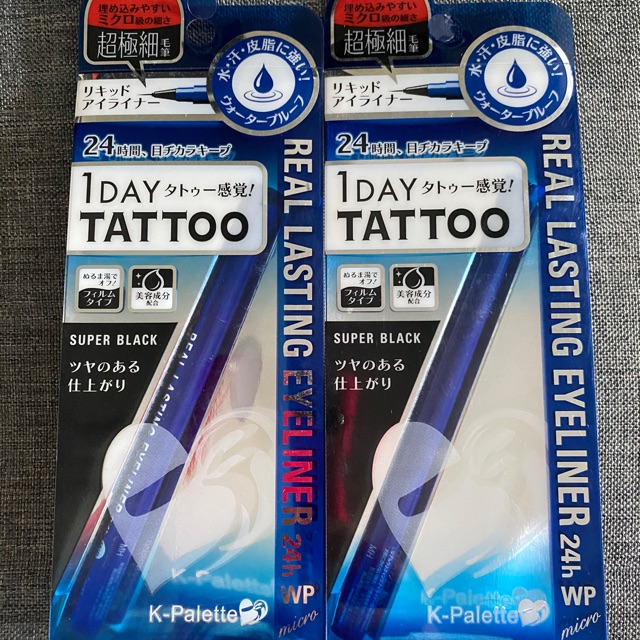 埋め込みやすい
ミクロ級の細さ
超極細毛筆
リキッド
アイライナー
水・汗・皮脂に強い!
ウォータープルーフ
24時間、目ヂカラキープ
1DAY タトゥー感覚!
TATTOO
ぬるま湯で
オフ!
フィルム
タイプ
美容成分
配合
SUPER BLACK
ツヤのある
仕上がり
REAL LASTING EYELINER 24h WP
micro
REAL LASTING EYELINER
K-Palette
K-Palette
埋め込みやすい
ミクロ級の細さ
超極細毛筆
リキッド
アイライナー
水・汗・皮脂に強い!
ウォータープルーフ
24時間、目ヂカラキープ
1DAY タトゥー感覚!
TATTOO
ぬるま湯で
オフ!
フィルム
タイプ
美容成分
配合
SUPER BLACK
ツヤのある
仕上がり
REAL LASTING EYELINER 24h WP
micro
K-Palette
K-Palette